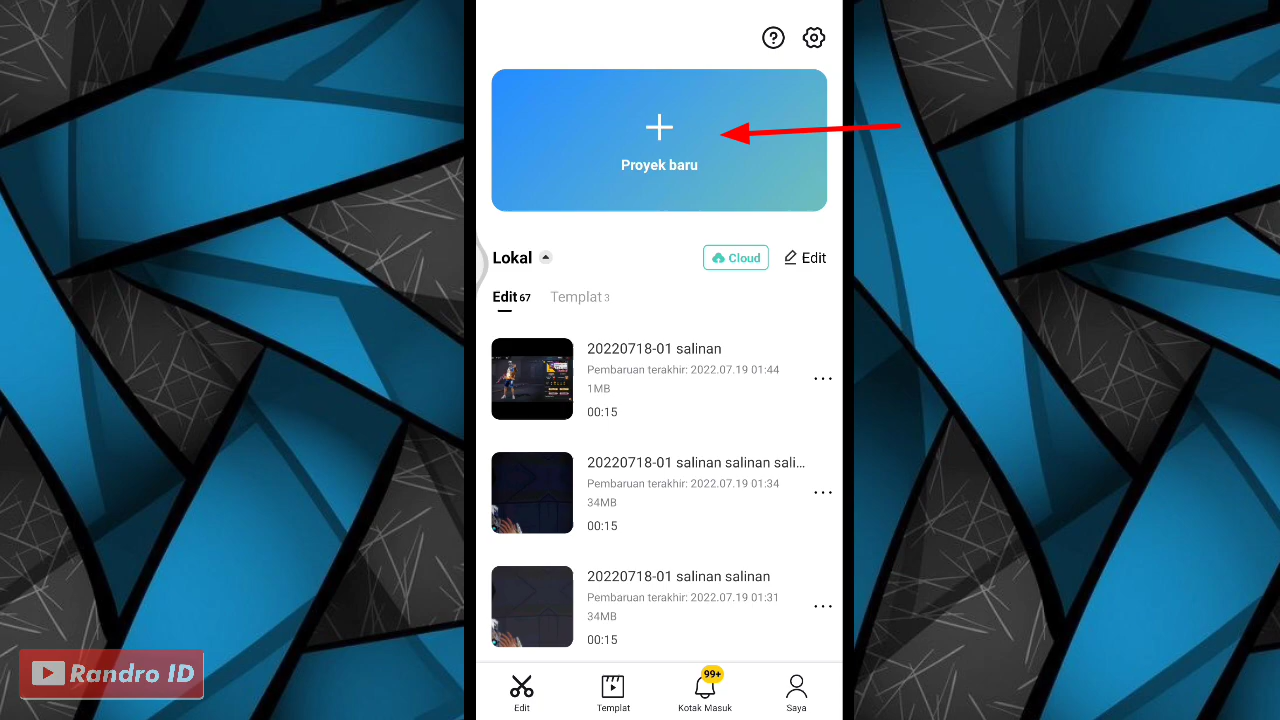 Proyek baru
Lokal
Cloud
Edit
Edit 67
Templat 3
20220718-01 salinan
Pembaruan terakhir: 2022.07.19 01:44
1MB
00:15
20220718-01 salinan salinan sali...
Pembaruan terakhir: 2022.07.19 01:34
34MB
00:15
20220718-01 salinan salinan
Pembaruan terakhir: 2022.07.19 01:31
34MB
00:15
Randro ID
99+
Edit
Templat
Kotak Masuk
Saya